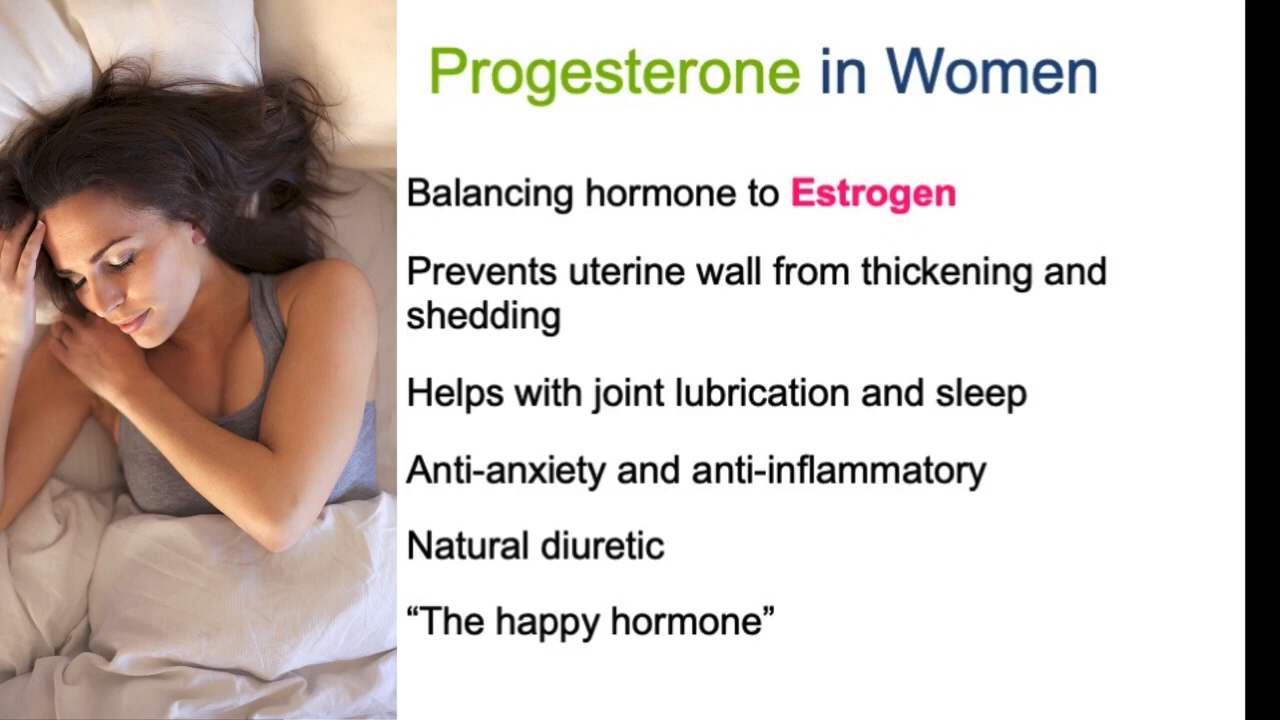 Progesterone in Women
Balancing hormone to Estrogen
Prevents uterine wall from thickening and
shedding
Helps with joint lubrication and sleep
Anti-anxiety and anti-inflammatory
Natural diuretic
“The happy hormone”